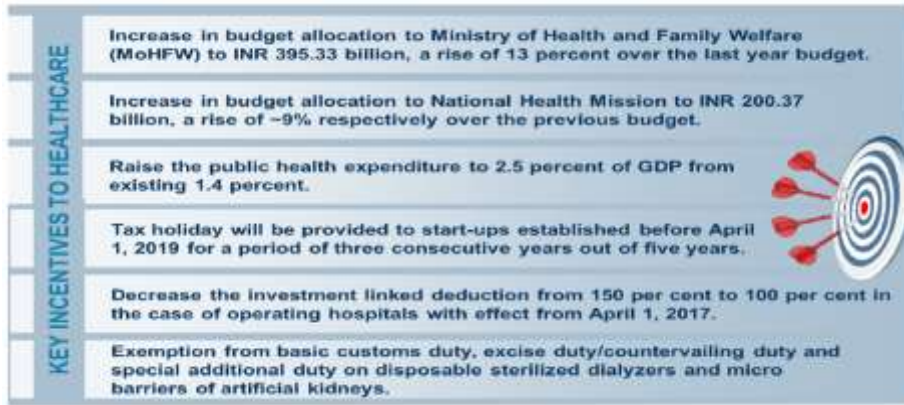 KEY INCENTIVES TO HEALTHCARE
Increase in budget allocation to Ministry of Health and Family Welfare
(MoHFW) to INR 395.33 billion, a rise of 13 percent over the last year budget.
Increase in budget allocation to National Health Mission to INR 200.37
billion, a rise of ~9% respectively over the previous budget.
Raise the public health expenditure to 2.5 percent of GDP from
existing 1.4 percent.
Tax holiday will be provided to start-ups established before April
1, 2019 for a period of three consecutive years out of five years.
Decrease the investment linked deduction from 150 per cent to 100 per cent in
the case of operating hospitals with effect from April 1, 2017.
Exemption from basic customs duty, excise duty/countervailing duty and
special additional duty on disposable sterilized dialyzers and micro
barriers of artificial kidneys.